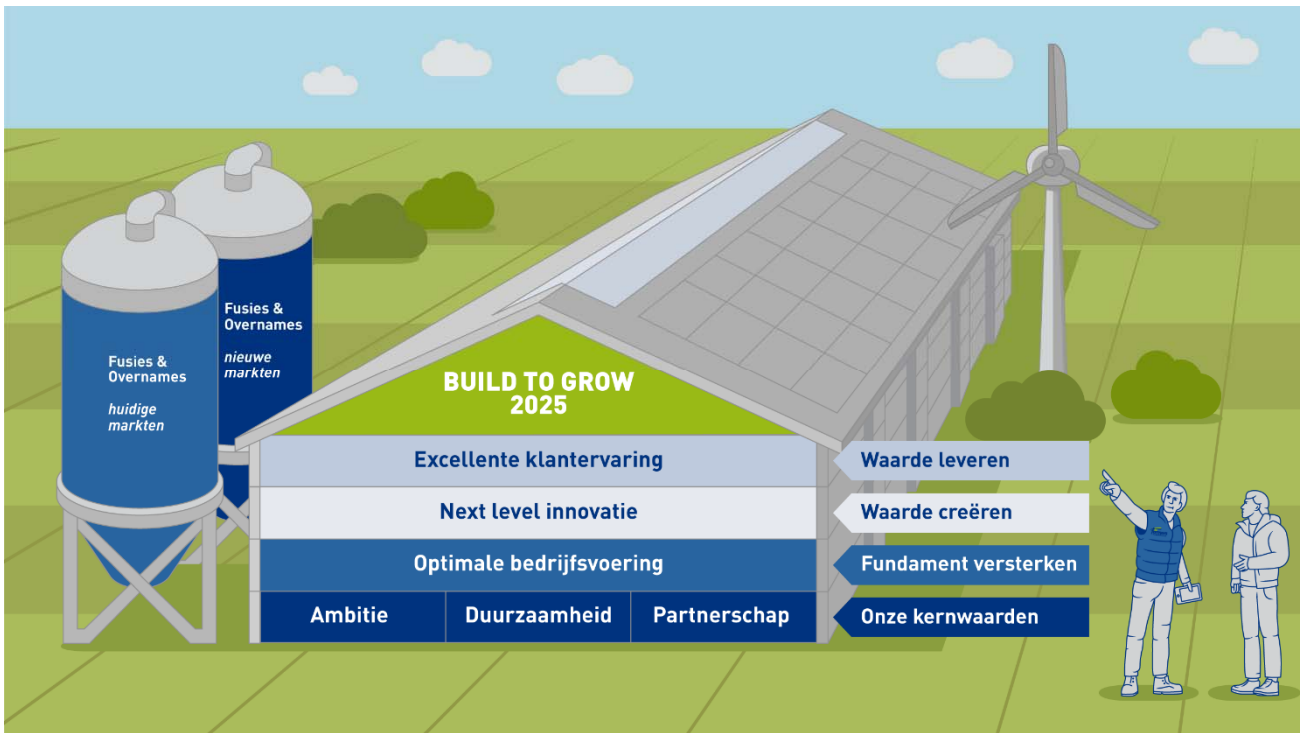 Fusies &
Overnames
huidige
markten
Fusies &
Overnames
nieuwe
markten
BUILD TO GROW
2025
Excellente klantervaring
Waarde leveren
Next level innovatie
Waarde creëren
Optimale bedrijfsvoering
Fundament versterken
Ambitie
Duurzaamheid
Partnerschap
Onze kernwaarden